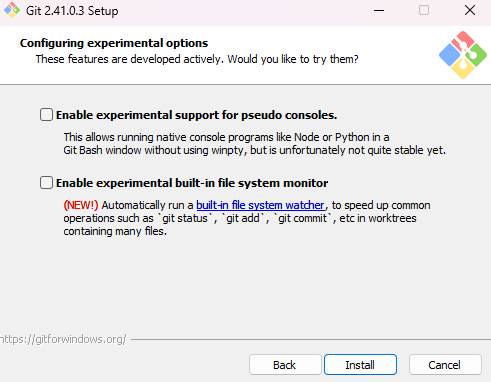 Git 2.41.0.3 Setup
Configuring experimental options
These features are developed actively. Would you like to try them?
Enable experimental support for pseudo consoles.
This allows running native console programs like Node or Python in a
Git Bash window without using winpty, but is unfortunately not quite stable yet.
Enable experimental built-in file system monitor
(NEW!) Automatically run a built-in file system watcher, to speed up common
operations such as `git status`, `git add`, `git commit`, etc in worktrees
containing many files.
https://gitforwindows.org/
Back
Install
Cancel